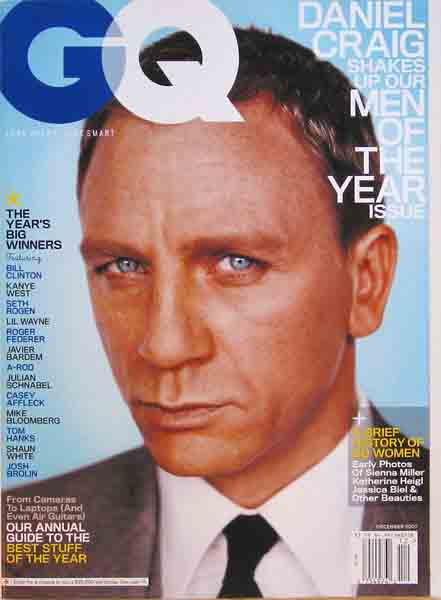 GQ
LOOK SHARP LIVE SMART
DANIEL
CRAIG
SHAKES
UP OUR
MEN
OF
THE
YEAR
ISSUE
THE
YEAR'S
BIG
WINNERS
Featuring
BILL
CLINTON
KANYE
WEST
SETH
ROGEN
LIL WAYNE
ROGER
FEDERER
JAVIER
BARDEM
A-ROD
JULIAN
SCHNABEL
CASEY
AFFLECK
MIKE
BLOOMBERG
TOM
HANKS
SHAUN
WHITE
JOSH
BROLIN
From Cameras
To Laptops (And
Even Air Guitars)
OUR ANNUAL
GUIDE TO THE
BEST STUFF
OF THE YEAR
+
A BRIEF
HISTORY OF
GQ WOMEN
Early Photos
Of Sienna Miller
Katherine Heigl
Jessica Biel &
Other Beauties
DECEMBER 2007